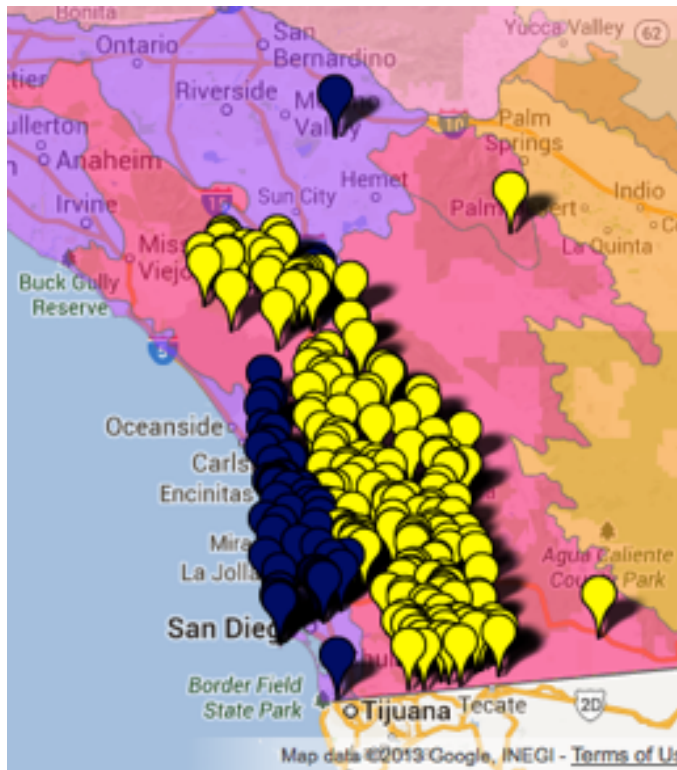 Bonita
Yucca Valley
62
Ontario
San
Bernardino
Riverside
Valley
10
Palm
Springs
ullerton
Anaheim
15
Sun City
Hemet
Indio
Irvine
La Quinta
Viejo
Buck Gully
Reserve
5
Oceanside
Carls
Encinitas
Mira
La Jolla
Agua Caliente
Park
San Dieg
Border Field
State Park
Tijuana
Tecate
2D
Map data ©2013 Google, INEGI - Terms of Us